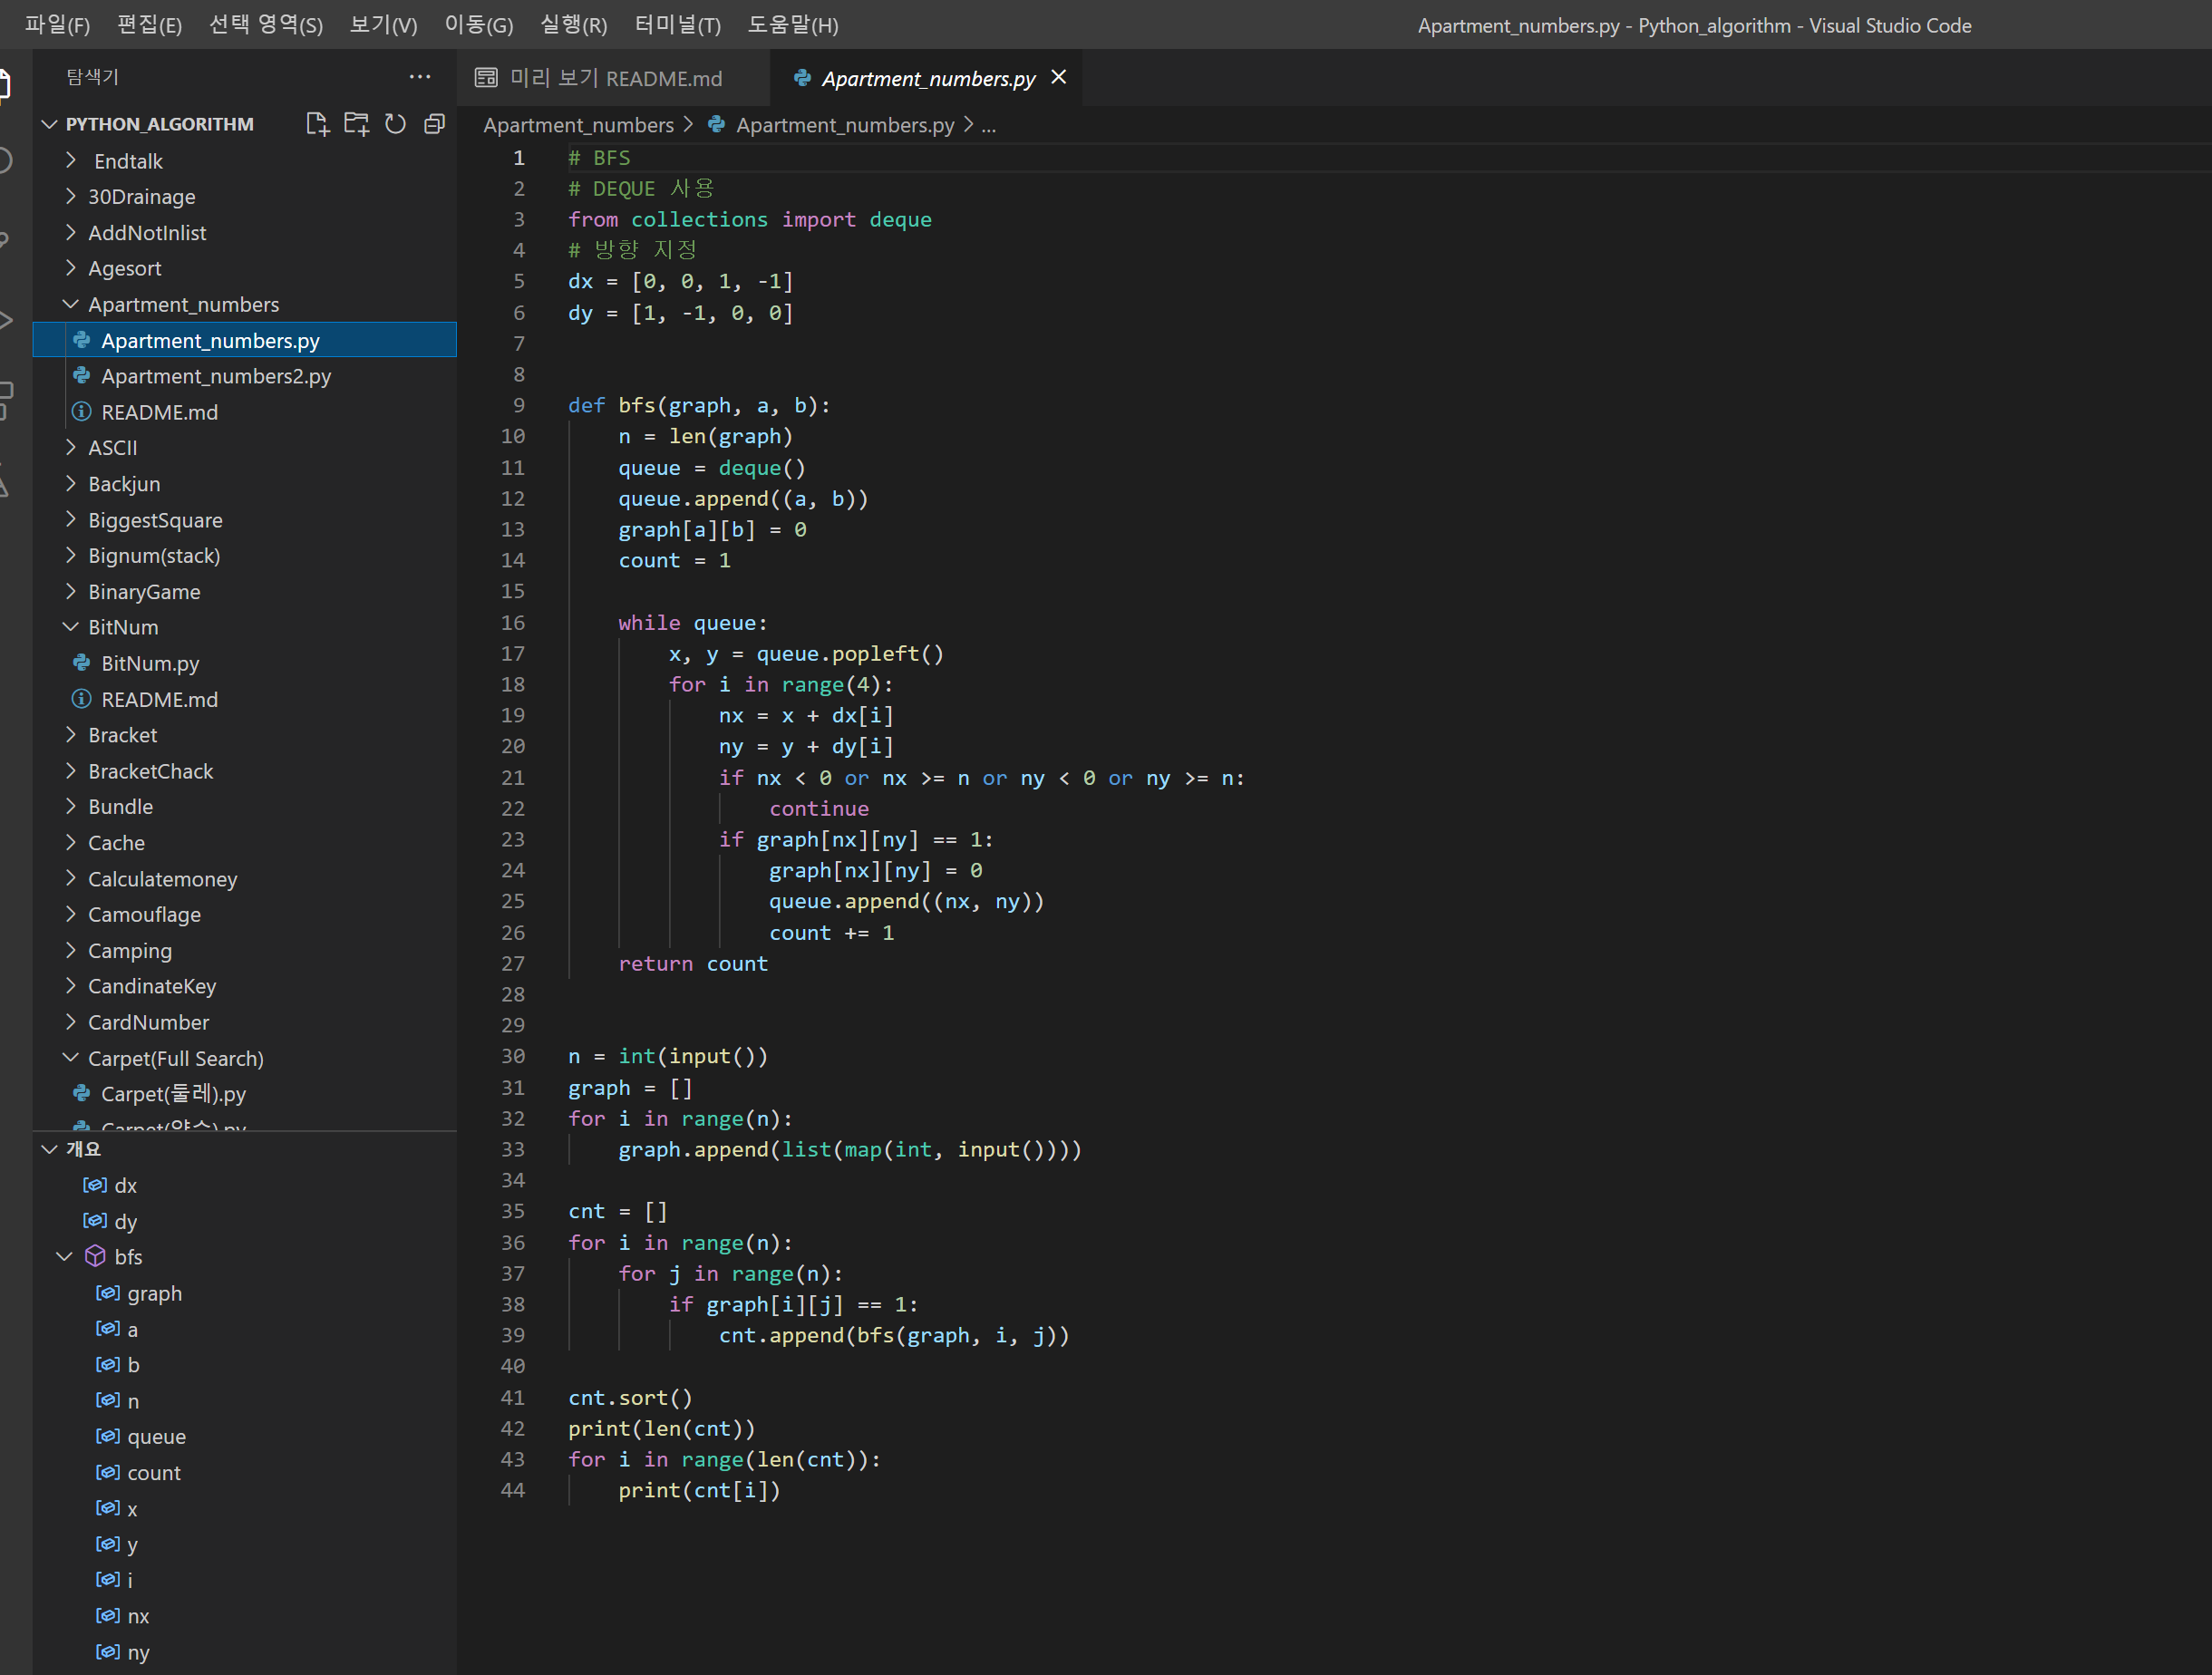 파일(F) 편집(E) 선택 영역(S) 보기(V) 이동(G) 실행(R) 터미널(T) 도움말(H)
Apartment_numbers.py - Python_algorithm - Visual Studio Code
탐색기
PYTHON_ALGORITHM
Endtalk
30Drainage
AddNotInlist
Agesort
Apartment_numbers
Apartment_numbers.py
Apartment_numbers2.py
README.md
ASCII
Backjun
BiggestSquare
Bignum(stack)
BinaryGame
BitNum
BitNum.py
README.md
Bracket
BracketChack
Bundle
Cache
Calculatemoney
Camouflage
Camping
CandinateKey
CardNumber
Carpet(Full Search)
Carpet(둘레).py
개요
dx
dy
bfs
graph
a
b
n
queue
count
x
y
i
nx
ny
미리 보기 README.md
Apartment_numbers.py
Apartment_numbers > Apartment_numbers.py > ...
1 # BFS
2 # DEQUE 사용
3 from collections import deque
4 # 방향 지정
5 dx = [0, 0, 1, -1]
6 dy = [1, -1, 0, 0]
7
8
9 def bfs(graph, a, b):
10 n = len(graph)
11 queue = deque()
12 queue.append((a, b))
13 graph[a][b] = 0
14 count = 1
15
16 while queue:
17 x, y = queue.popleft()
18 for i in range(4):
19 nx = x + dx[i]
20 ny = y + dy[i]
21 if nx < 0 or nx >= n or ny < 0 or ny >= n:
22 continue
23 if graph[nx][ny] == 1:
24 graph[nx][ny] = 0
25 queue.append((nx, ny))
26 count += 1
27 return count
28
29
30 n = int(input())
31 graph = []
32 for i in range(n):
33 graph.append(list(map(int, input())))
34
35 cnt = []
36 for i in range(n):
37 for j in range(n):
38 if graph[i][j] == 1:
39 cnt.append(bfs(graph, i, j))
40
41 cnt.sort()
42 print(len(cnt))
43 for i in range(len(cnt)):
44 print(cnt[i])